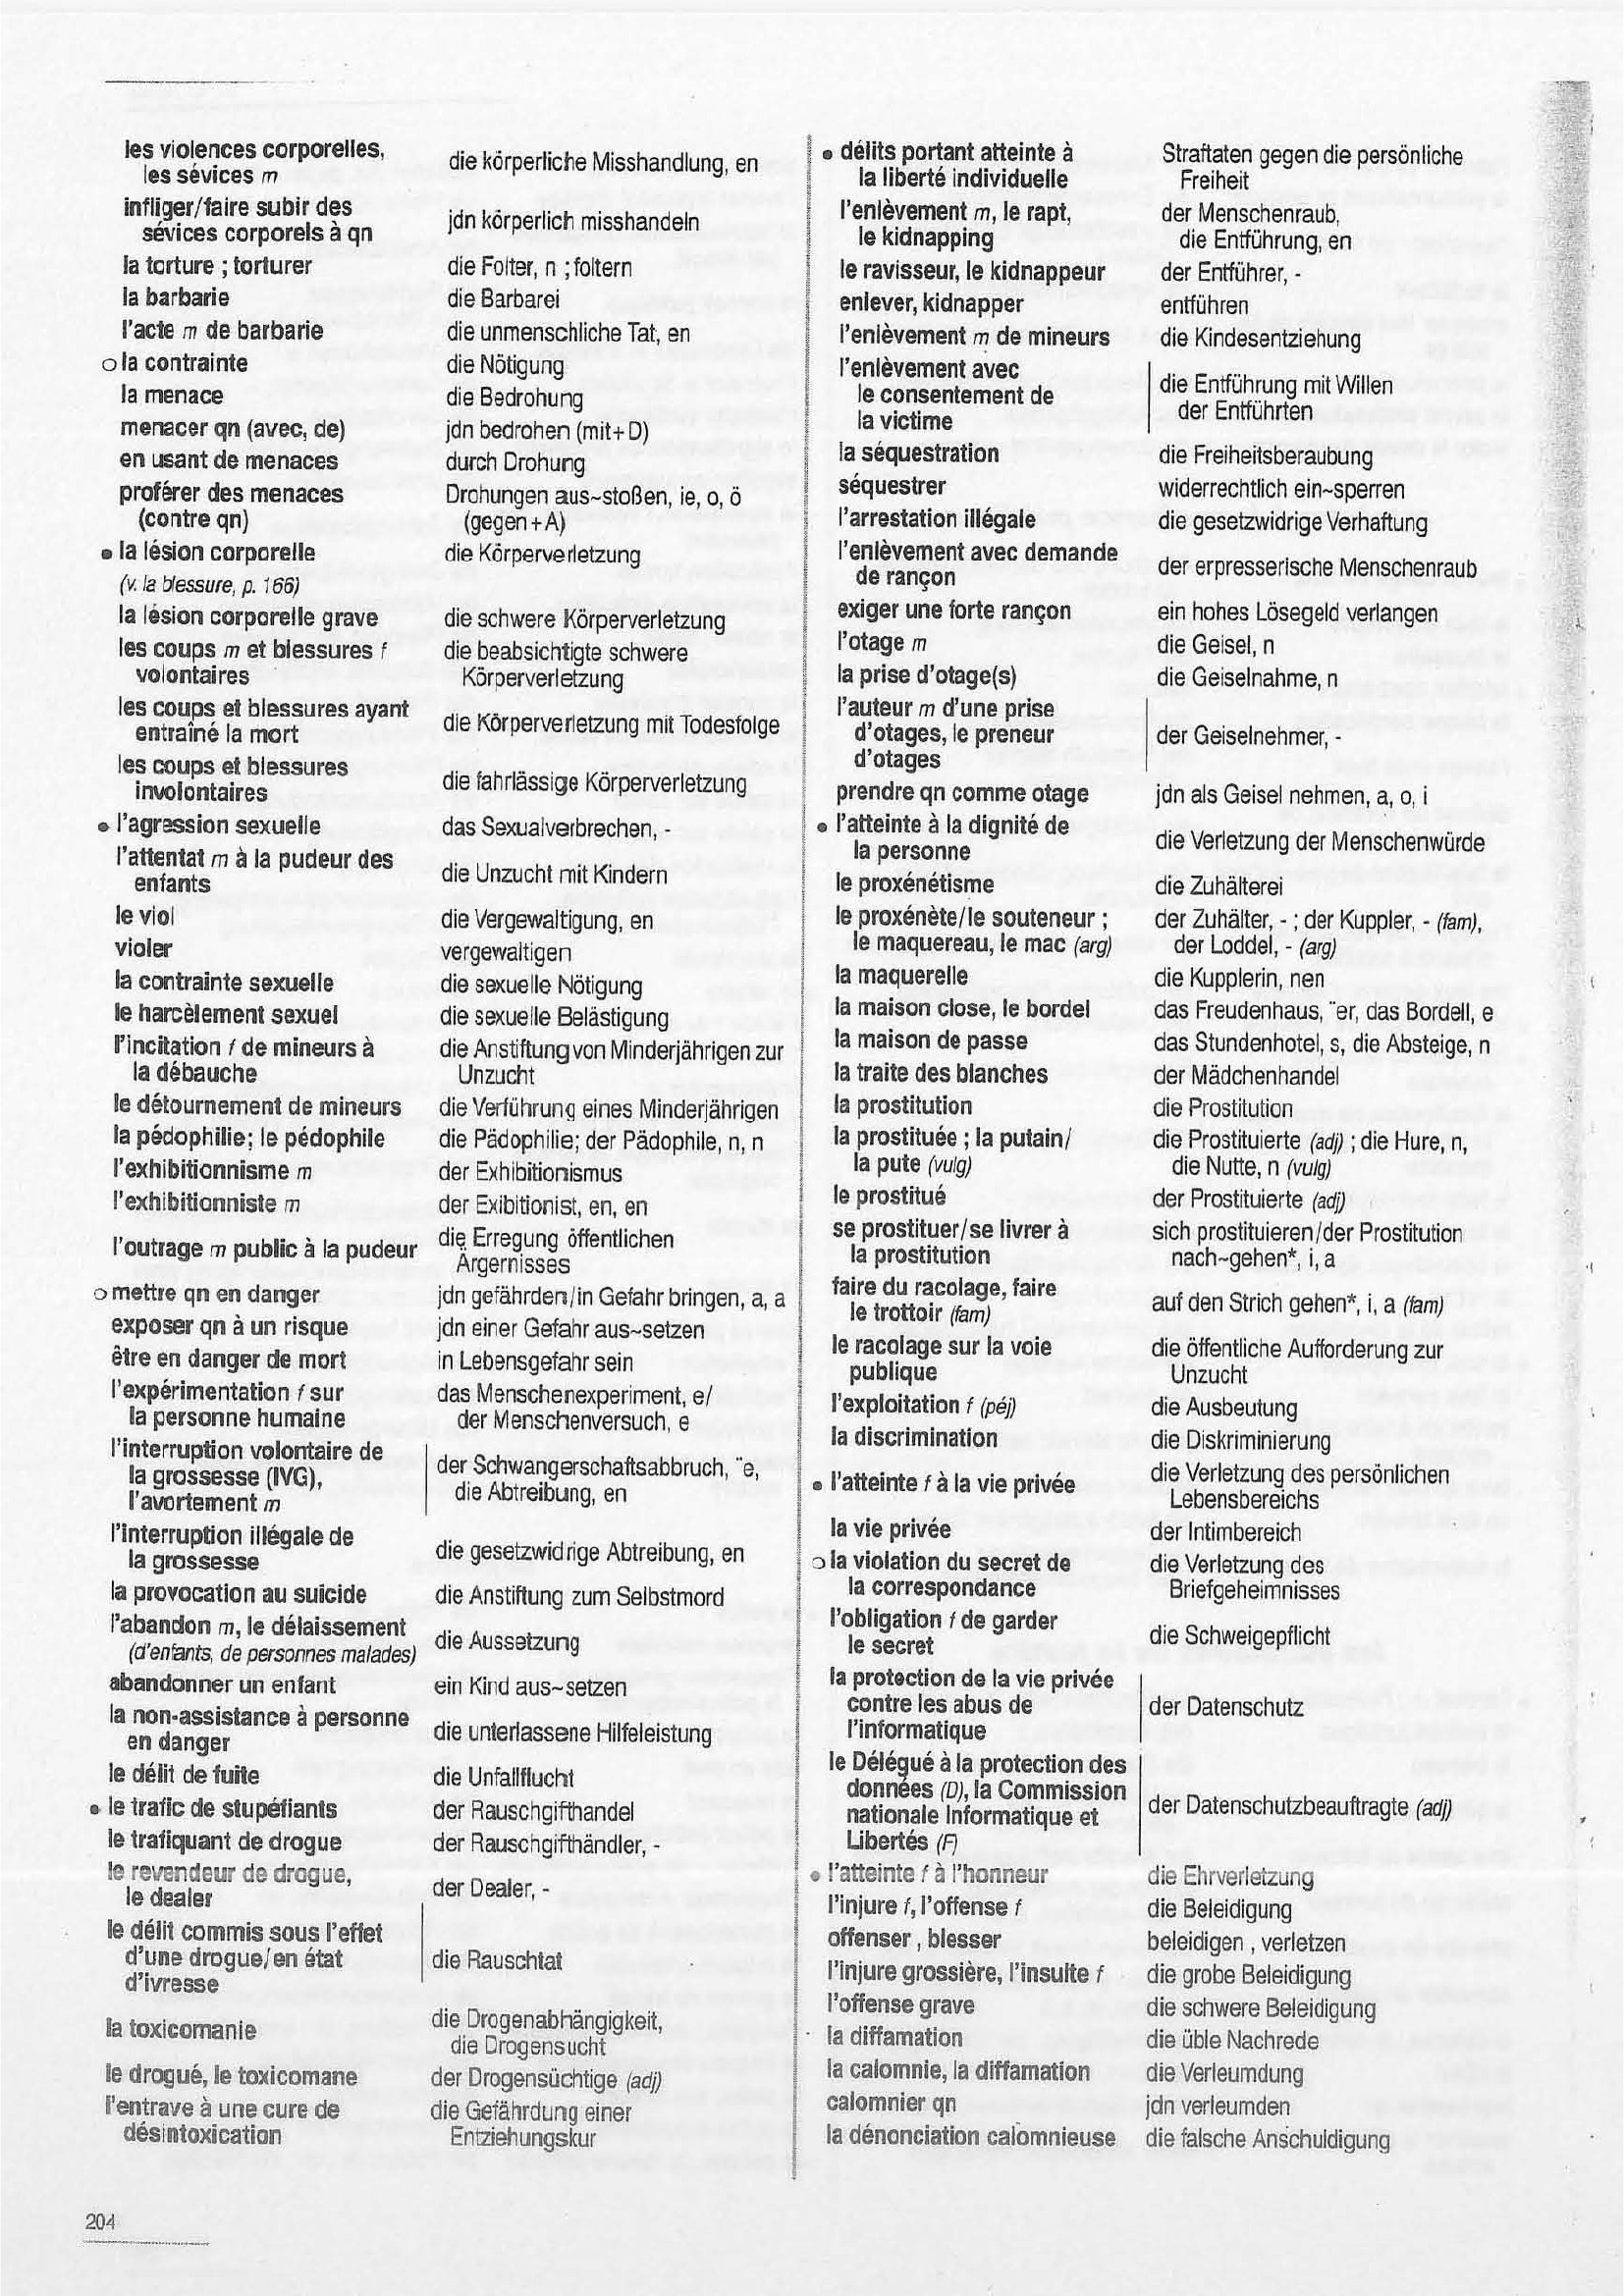 les violences corporelles,
les sévices m
die körperliche Misshandlung, en
infliger/faire subir des
sévices corporels à qn
jdn körperlich misshandeln
la torture ; torturer
die Folter, n ; foltern
la barbarie
die Barbarei
l'acte m de barbarie
die unmenschliche Tat, en
o la contrainte
die Nötigung
la menace
die Bedrohung
menacer qn (avec, de)
jdn bedrohen (mit+D)
en usant de menaces
durch Drohung
proférer des menaces
(contre qn)
Drohungen aus~stoßen, ie, o, ö
(gegen+A)
• la lésion corporelle
(v. la blessure, p. 166)
die Körperverletzung
la lésion corporelle grave
die schwere Körperverletzung
les coups m et blessures f
volontaires
die beabsichtigte schwere
Körperverletzung
les coups et blessures ayant
entraîné la mort
die Körperverletzung mit Todesfolge
les coups et blessures
involontaires
die fahrlässige Körperverletzung
• l'agression sexuelle
das Sexualverbrechen, -
l'attentat m à la pudeur des
enfants
die Unzucht mit Kindern
le viol
die Vergewaltigung, en
violer
vergewaltigen
la contrainte sexuelle
die sexuelle Nötigung
le harcèlement sexuel
die sexuelle Belästigung
l'incitation f de mineurs à
la débauche
die Anstiftung von Minderjährigen zur
Unzucht
le détournement de mineurs
die Verführung eines Minderjährigen
la pédophilie; le pédophile
die Pädophilie; der Pädophile, n, n
l'exhibitionnisme m
der Exhibitionismus
l'exhibitionniste m
der Exibitionist, en, en
l'outrage m public à la pudeur
die Erregung öffentlichen
Ärgernisses
o mettre qn en danger
jdn gefährden/in Gefahr bringen, a, a
exposer qn à un risque
jdn einer Gefahr aus~setzen
être en danger de mort
in Lebensgefahr sein
l'expérimentation f sur
la personne humaine
das Menschenexperiment, e/
der Menschenversuch, e
l'interruption volontaire de
la grossesse (IVG),
l'avortement m
der Schwangerschaftsabbruch, ¨e,
die Abtreibung, en
l'interruption illégale de
la grossesse
die gesetzwidrige Abtreibung, en
la provocation au suicide
die Anstiftung zum Selbstmord
l'abandon m, le délaissement
(d'enfants, de personnes malades)
die Aussetzung
abandonner un enfant
ein Kind aus~setzen
la non-assistance à personne
en danger
die unterlassene Hilfeleistung
le délit de fuite
die Unfallflucht
• le trafic de stupéfiants
der Rauschgifthandel
le trafiquant de drogue
der Rauschgifthändler, -
le revendeur de drogue,
le dealer
der Dealer, -
le délit commis sous l'effet
d'une drogue/en état
d'ivresse
die Rauschtat
la toxicomanie
die Drogenabhängigkeit,
die Drogensucht
le drogué, le toxicomane
der Drogensüchtige (adj)
l'entrave à une cure de
désintoxication
die Gefährdung einer
Entziehungskur
• délits portant atteinte à
la liberté individuelle
Straftaten gegen die persönliche
Freiheit
l'enlèvement m, le rapt,
le kidnapping
der Menschenraub,
die Entführung, en
le ravisseur, le kidnappeur
der Entführer, -
enlever, kidnapper
entführen
l'enlèvement m de mineurs
die Kindesentziehung
l'enlèvement avec
le consentement de
la victime
die Entführung mit Willen
der Entführten
la séquestration
die Freiheitsberaubung
séquestrer
widerrechtlich ein~sperren
l'arrestation illégale
die gesetzwidrige Verhaftung
l'enlèvement avec demande
de rançon
der erpresserische Menschenraub
exiger une forte rançon
ein hohes Lösegeld verlangen
l'otage m
die Geisel, n
la prise d'otage(s)
die Geiselnahme, n
l'auteur m d'une prise
d'otages, le preneur
d'otages
der Geiselnehmer, -
prendre qn comme otage
jdn als Geisel nehmen, a, o, i
• l'atteinte à la dignité de
la personne
die Verletzung der Menschenwürde
le proxénétisme
die Zuhälterei
le proxénète/le souteneur ;
le maquereau, le mac (arg)
der Zuhälter, - ; der Kuppler, - (fam),
der Loddel, - (arg)
la maquerelle
die Kupplerin, nen
la maison close, le bordel
das Freudenhaus, ¨er, das Bordell, e
la maison de passe
das Stundenhotel, s, die Absteige, n
la traite des blanches
der Mädchenhandel
la prostitution
die Prostitution
la prostituée ; la putain/
la pute (vulg)
die Prostituierte (adj) ; die Hure, n,
die Nutte, n (vulg)
le prostitué
der Prostituierte (adj)
se prostituer/se livrer à
la prostitution
sich prostituieren/der Prostitution
nach~gehen*, i, a
faire du racolage, faire
le trottoir (fam)
auf den Strich gehen*, i, a (fam)
le racolage sur la voie
publique
die öffentliche Aufforderung zur
Unzucht
l'exploitation f (péj)
die Ausbeutung
la discrimination
die Diskriminierung
• l'atteinte f à la vie privée
die Verletzung des persönlichen
Lebensbereichs
la vie privée
der Intimbereich
o la violation du secret de
la correspondance
die Verletzung des
Briefgeheimnisses
l'obligation f de garder
le secret
die Schweigepflicht
la protection de la vie privée
contre les abus de
l'informatique
der Datenschutz
le Délégué à la protection des
données (D), la Commission
nationale Informatique et
Libertés (F)
der Datenschutzbeauftragte (adj)
• l'atteinte f à l'honneur
die Ehrverletzung
l'injure f, l'offense f
die Beleidigung
offenser , blesser
beleidigen , verletzen
l'injure grossière, l'insulte f
die grobe Beleidigung
l'offense grave
die schwere Beleidigung
la diffamation
die üble Nachrede
la calomnie, la diffamation
die Verleumdung
calomnier qn
jdn verleumden
la dénonciation calomnieuse
die falsche Anschuldigung
204